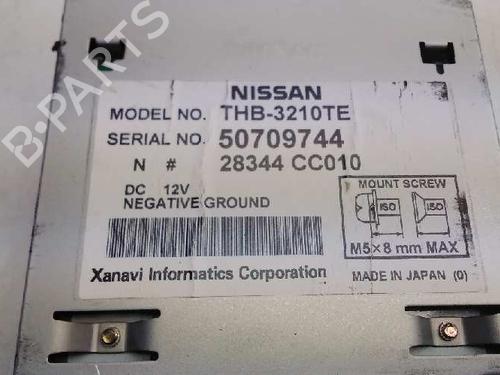 NISSAN
MODEL NO. THB-3210TE
SERIAL NO. 50709744
N # 28344 CC010
DC 12V
NEGATIVE GROUND
MOUNT SCREW
ISO ISO
M5×8 mm MAX
Xanavi Informatics Corporation
MADE IN JAPAN (0)